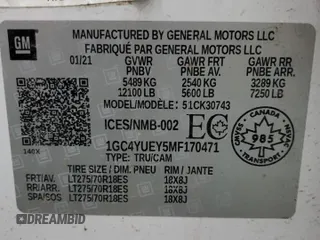 GM
MANUFACTURED BY GENERAL MOTORS LLC
FABRIQUÉ PAR GENERAL MOTORS LLC
01/21 GVWR GAWR FRT GAWR RR
PNBV PNBE AV PNBE AR
5489 KG 2540 KG 3289 KG
12100 LB 5600 LB 7250 LB
MODEL/MODÈLE: 51CK30743
ICES/NMB-002 EC
CANADA 985
1GC4YUEY5MF170471
TYPE: TRU/CAM
TIRE SIZE / DIM. PNEU RIM / JANTE
FRT/AV: LT275/70R18ES 18X8J
RR/ARR: LT275/70R18ES 18X8J
SPA/SOS: LT275/70R18ES 18X8J
DREAMBID